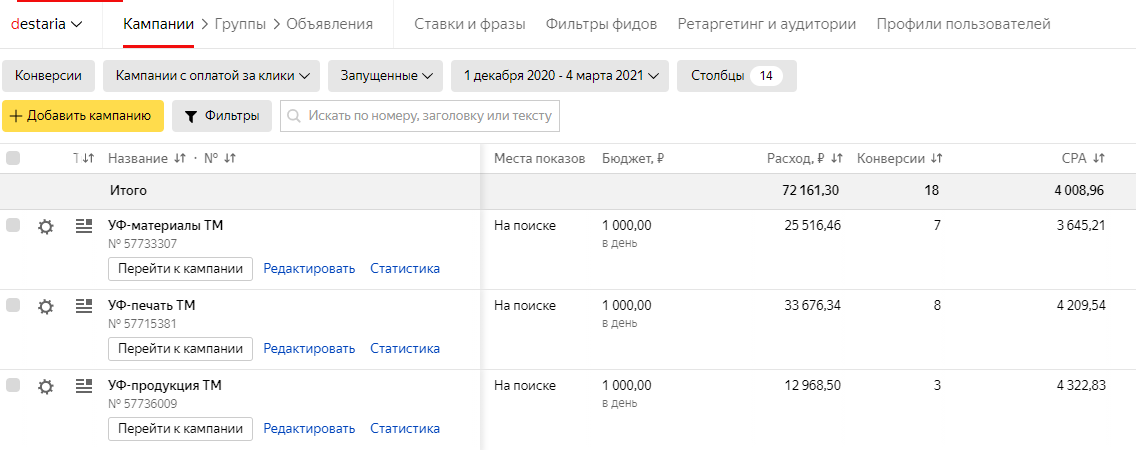 destaria Кампании Группы Объявления Ставки и фразы Фильтры фидов Ретаргетинг и аудитории Профили пользователей
Конверсии Кампании с оплатой за клики Запущенные 1 декабря 2020 - 4 марта 2021 Столбцы 14
+ Добавить кампанию Фильтры Искать по номеру, заголовку или тексту
Т Название · № Места показов Бюджет, ₽ Расход, ₽ Конверсии CPA
Итого 72 161,30 18 4 008,96
УФ-материалы ТМ На поиске 1 000,00 25 516,46 7 3 645,21
№ 57733307 в день
Перейти к кампании Редактировать Статистика
УФ-печать ТМ На поиске 1 000,00 33 676,34 8 4 209,54
№ 57715381 в день
Перейти к кампании Редактировать Статистика
УФ-продукция ТМ На поиске 1 000,00 12 968,50 3 4 322,83
№ 57736009 в день
Перейти к кампании Редактировать Статистика